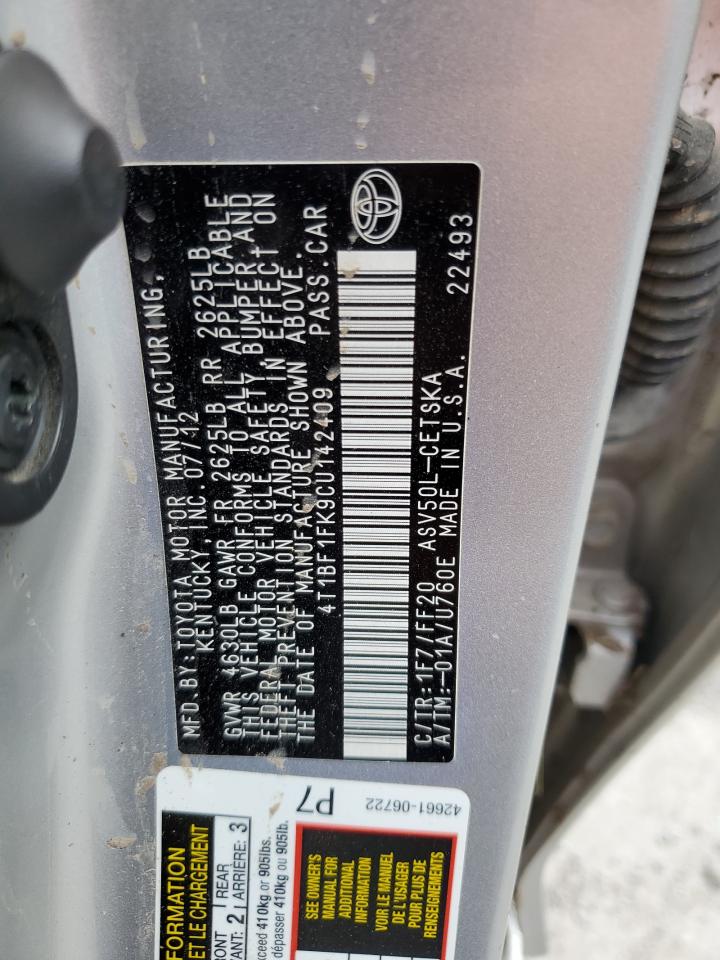 MFD.BY:TOYOTA MOTOR MANUFACTURING,
KENTUCKY INC. 07/12
GVWR 4630LB GAWR FR 2625LB RR 2625LB
THIS VEHICLE CONFORMS TO ALL APPLICABLE
FEDERAL MOTOR VEHICLE SAFETY BUMPER,AND
THEFT PREVENTION STANDARDS IN EFFECT ON
THE DATE OF MANUFACTURE SHOWN ABOVE.
4T1BF1FK9CU142409 PASS.CAR
C/TR:1F7/FF20 ASV50L-CETSKA 22493
A/TM:-01A/U760E MADE IN U.S.A.
P7
42661-06722
FORMATION
ET LE CHARGEMENT
RONT
VANT: 2
REAR
ARRIÈRE: 3
exceed 410kg or 905lbs.
dépasser 410kg ou 905lb.
SEE OWNER'S
MANUAL FOR
ADDITIONAL
INFORMATION
VOIR LE MANUEL
DE L'USAGER
POUR PLUS DE
RENSEIGNEMENTS